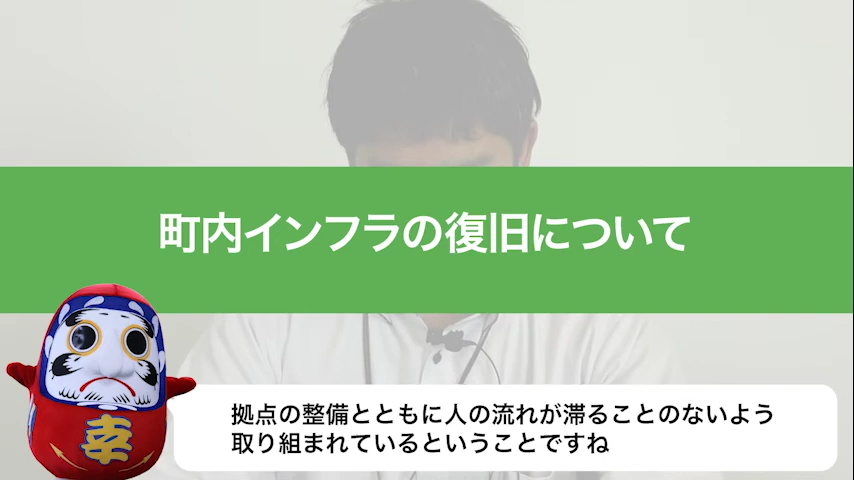 町内インフラの復旧について
拠点の整備とともに人の流れが滞ることのないよう
取り組まれているということですね
幸